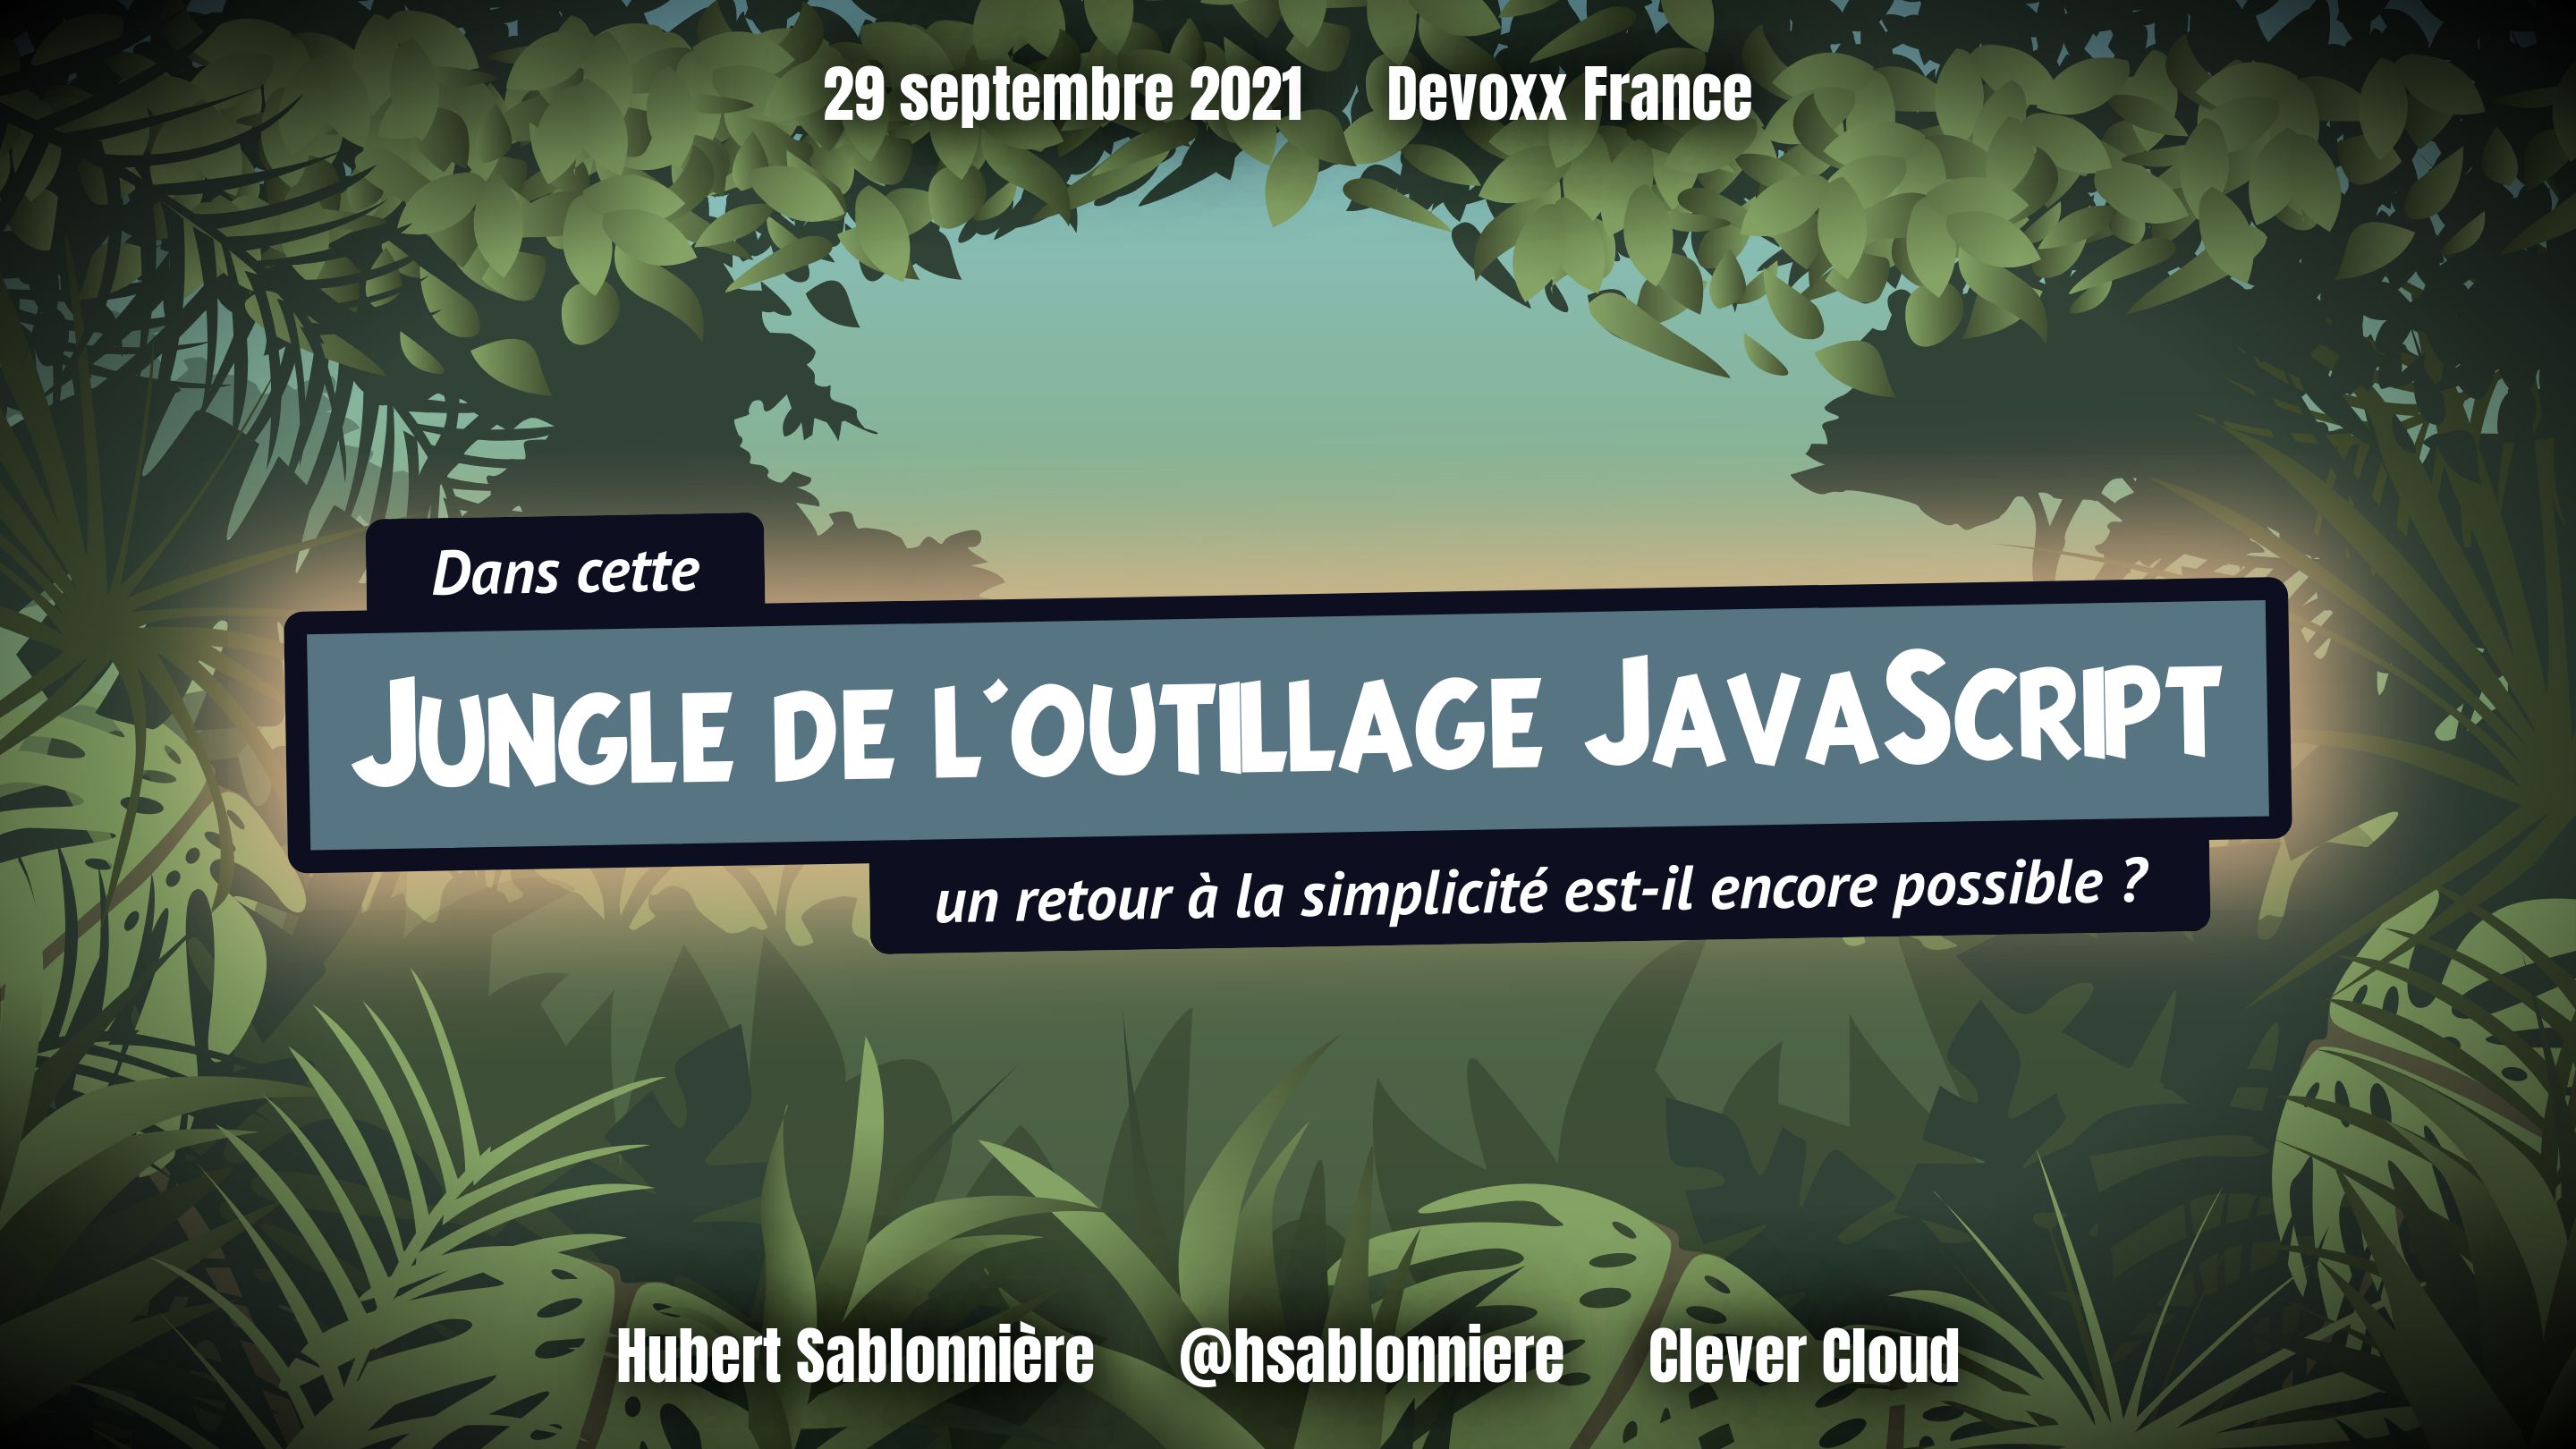 29 septembre 2021 Devoxx France
Dans cette
Jungle de l'outillage JavaScript
un retour à la simplicité est-il encore possible ?
Hubert Sablonnière @hsablonniere Clever Cloud